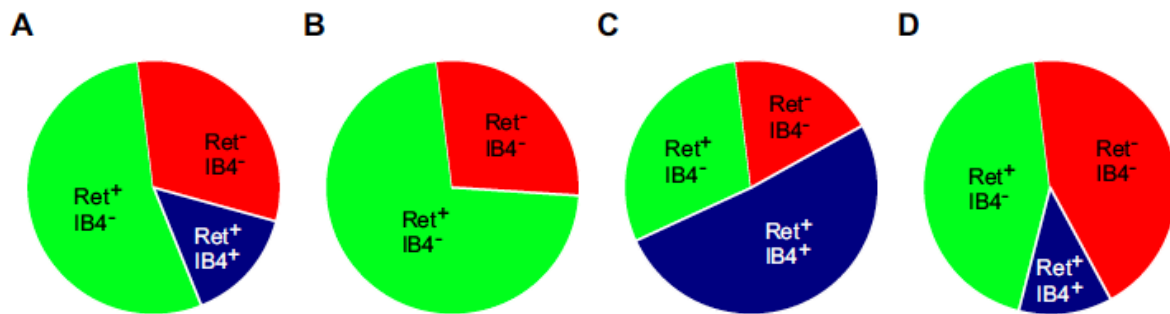 A B C D
Ret⁻
IB4⁻
Ret⁺
IB4⁻
Ret⁺
IB4⁺
Ret⁻
IB4⁻
Ret⁺
IB4⁻
Ret⁻
IB4⁻
Ret⁺
IB4⁻
Ret⁺
IB4⁺
Ret⁻
IB4⁻
Ret⁺
IB4⁻
Ret⁺
IB4⁺